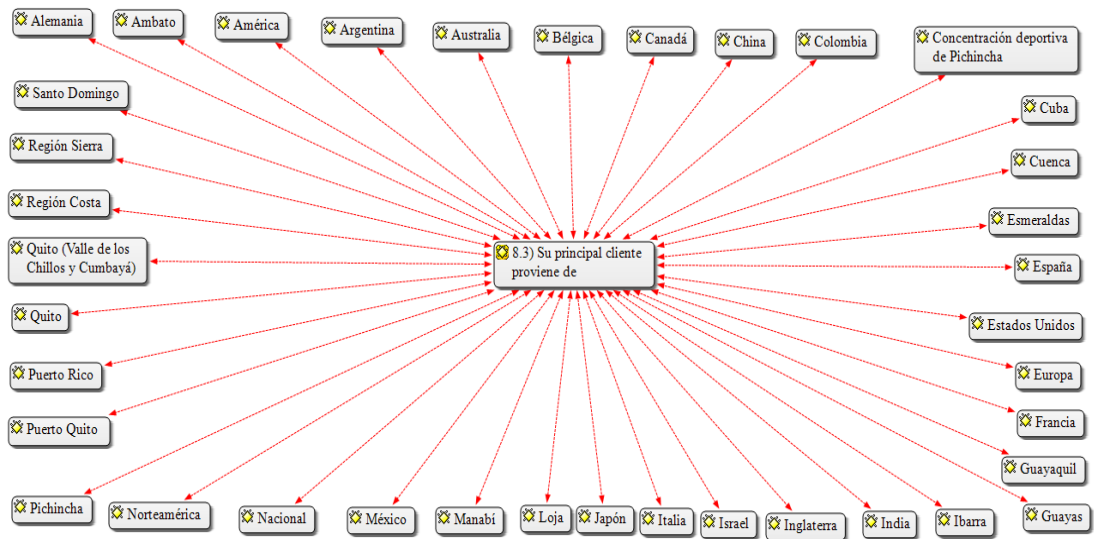 Alemania
Ambato
América
Argentina
Australia
Bélgica
Canadá
China
Colombia
Concentración deportiva
de Pichincha
Santo Domingo
Cuba
Región Sierra
Cuenca
Región Costa
Esmeraldas
Quito (Valle de los
Chillos y Cumbayá)
8.3) Su principal cliente
proviene de
España
Quito
Estados Unidos
Puerto Rico
Europa
Puerto Quito
Francia
Guayaquil
Pichincha
Norteamérica
Nacional
México
Manabí
Loja
Japón
Italia
Israel
Inglaterra
India
Ibarra
Guayas